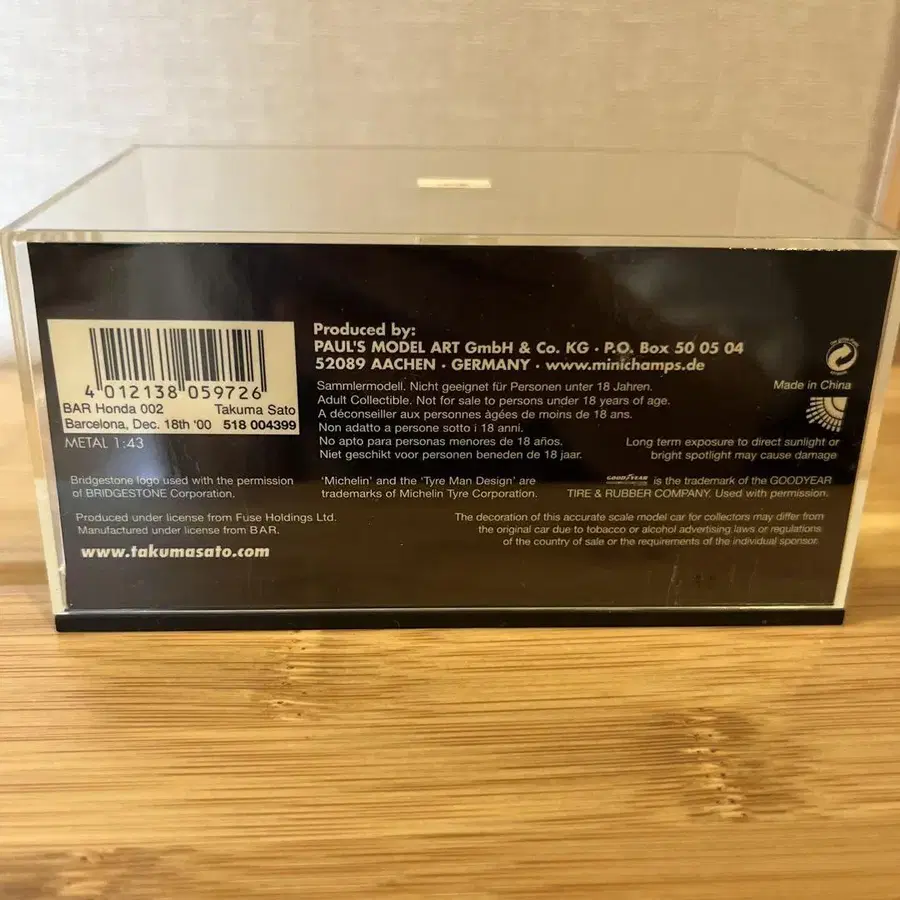 4 012138 059726
BAR Honda 002 Takuma Sato
Barcelona, Dec. 18th '00 518 004399
METAL 1:43
Produced by:
PAUL'S MODEL ART GmbH & Co. KG · P.O. Box 50 05 04
52089 AACHEN · GERMANY · www.minichamps.de
Sammlermodell. Nicht geeignet für Personen unter 18 Jahren.
Adult Collectible. Not for sale to persons under 18 years of age.
A déconseiller aux personnes àgées de moins de 18 ans.
Non adatto a persone sotto i 18 anni.
No apto para personas menores de 18 años.
Niet geschikt voor personen beneden de 18 jaar.
Made in China
Long term exposure to direct sunlight or
bright spotlight may cause damage
Bridgestone logo used with the permission
of BRIDGESTONE Corporation.
'Michelin' and the 'Tyre Man Design' are
trademarks of Michelin Tyre Corporation.
GOODYEAR is the trademark of the GOODYEAR
TIRE & RUBBER COMPANY. Used with permission.
Produced under license from Fuse Holdings Ltd.
Manufactured under license from BAR.
www.takumasato.com
The decoration of this accurate scale model car for collectors may differ from
the original car due to tobacco or alcohol advertising laws or regulations
of the country of sale or the requirements of the individual sponsor.